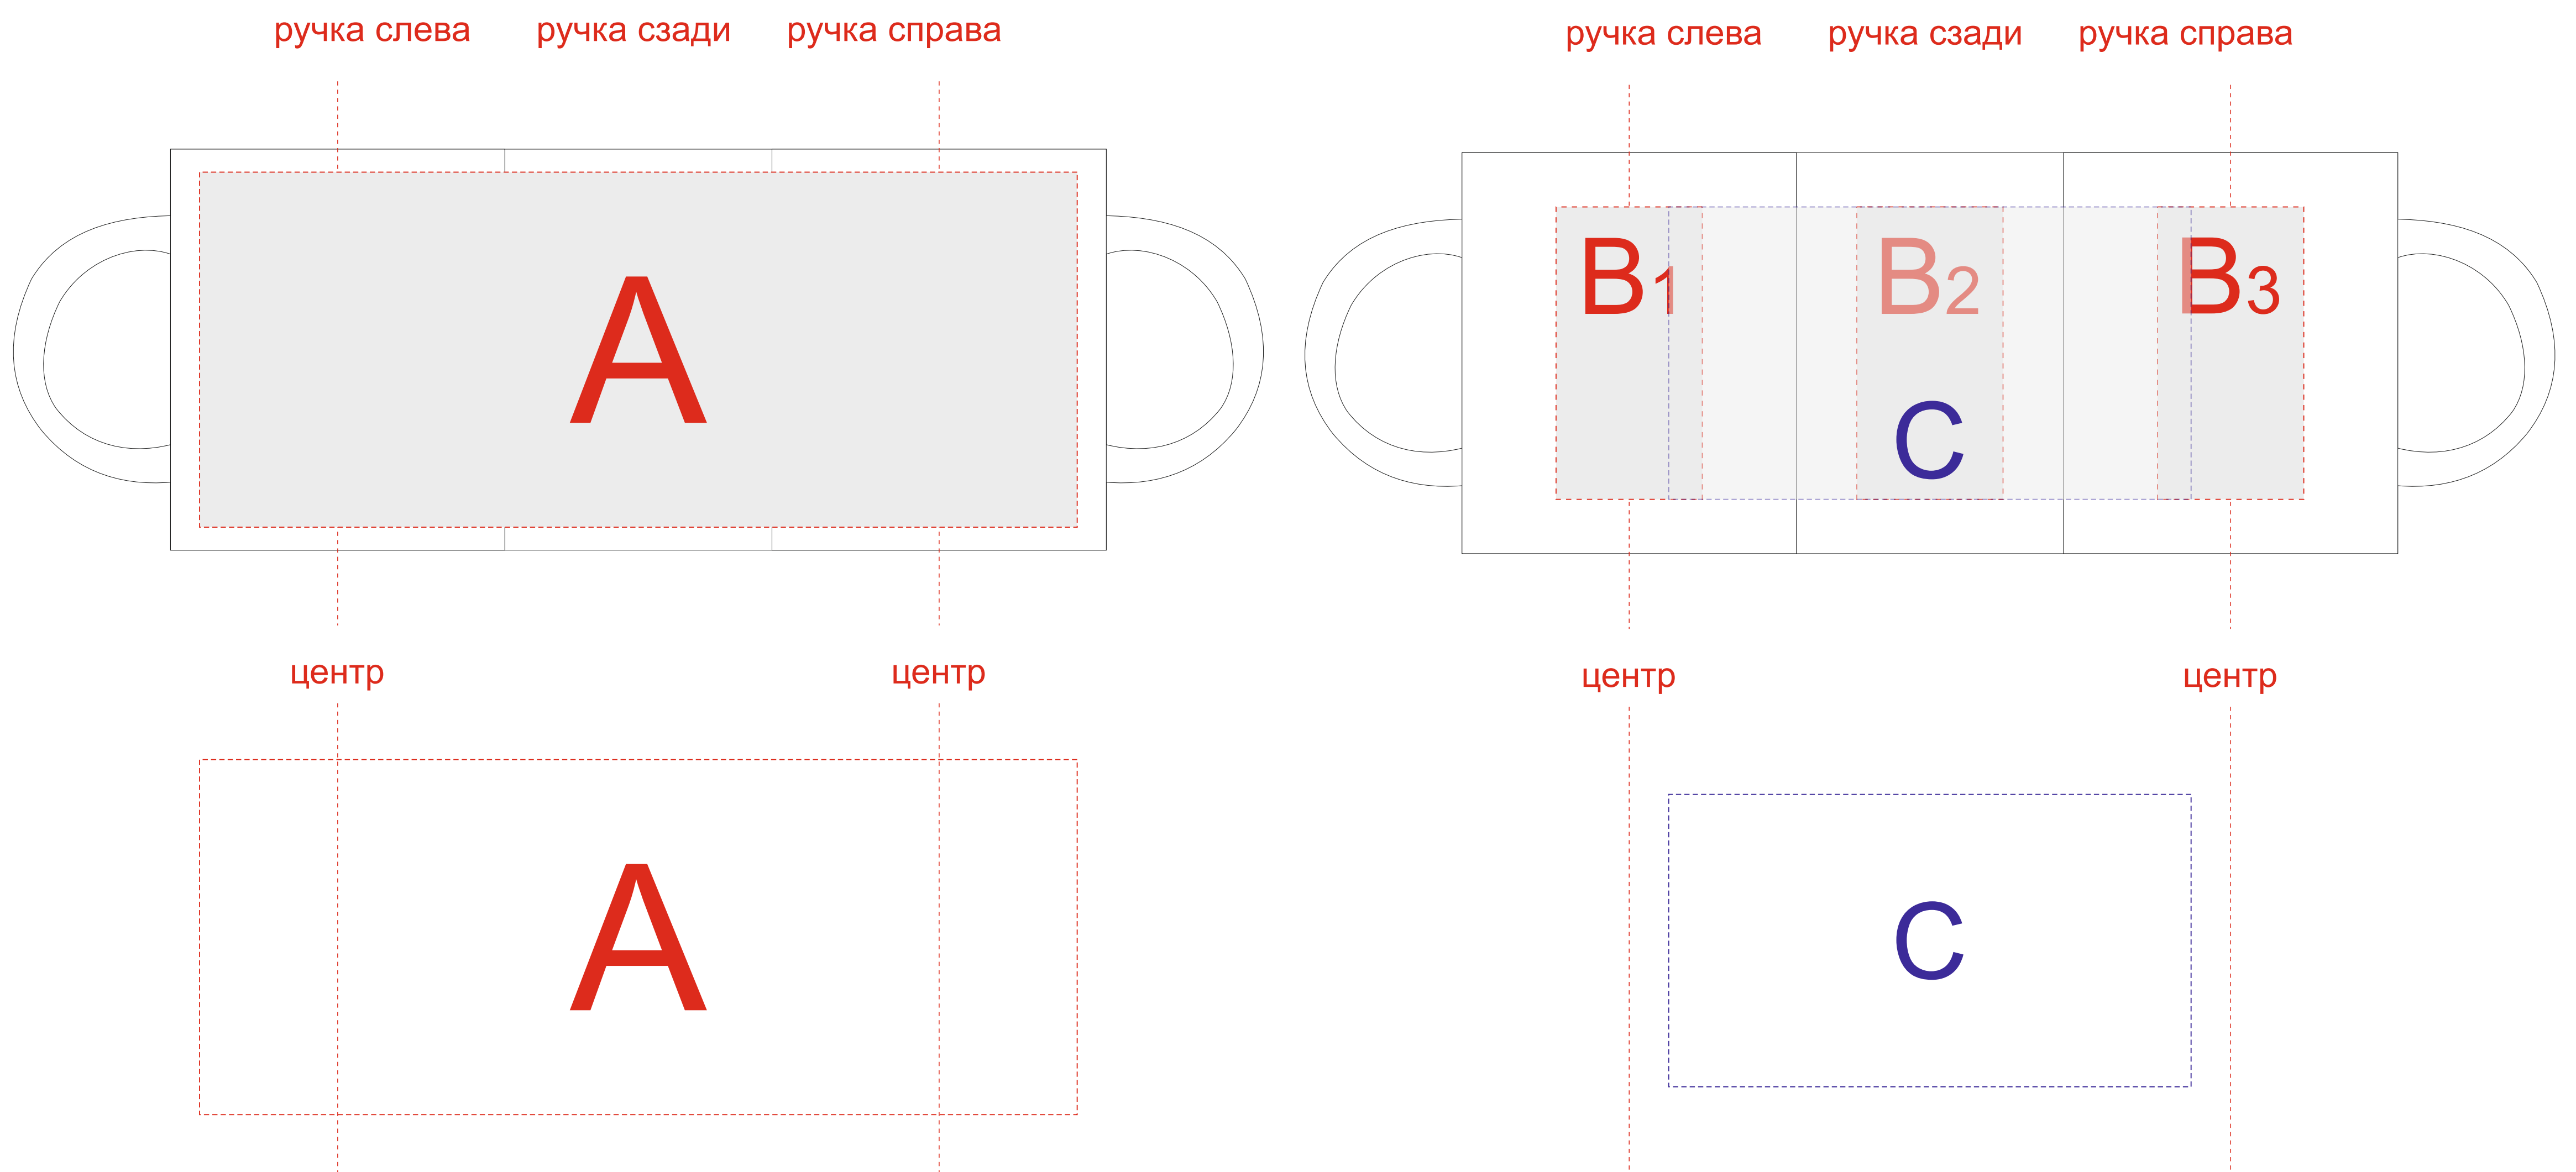 ручка слева ручка сзади ручка справа
A
центр центр
A
ручка слева ручка сзади ручка справа
B1 B2 B3
C
центр центр
C